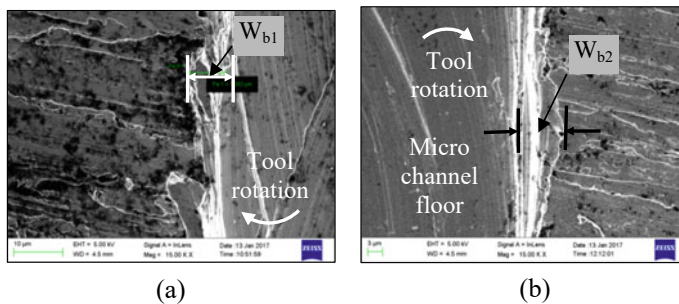 W_b1
Tool
rotation
10 µm
EHT = 5.00 kV
WD = 4.5 mm
Signal A = InLens
Mag = 15.00 K X
Date :13 Jan 2017
Time :10:51:59
ZEISS
(a)
W_b2
Tool
rotation
Micro
channel
floor
3 µm
EHT = 5.00 kV
WD = 4.5 mm
Signal A = InLens
Mag = 15.00 K X
Date :13 Jan 2017
Time :12:12:01
ZEISS
(b)